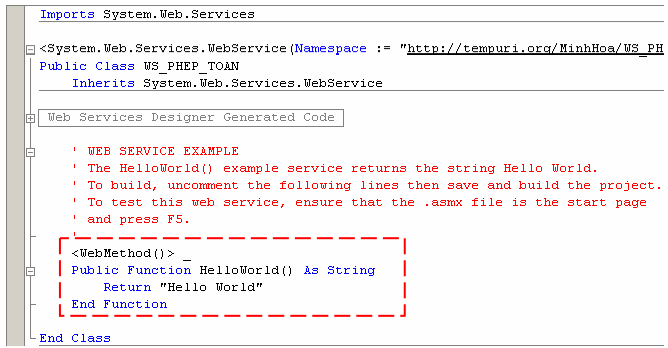 Imports System.Web.Services
<System.Web.Services.WebService(Namespace := "http://tempuri.org/MinhHoa/WS_PH
Public Class WS_PHEP_TOAN
Inherits System.Web.Services.WebService
Web Services Designer Generated Code
' WEB SERVICE EXAMPLE
' The HelloWorld() example service returns the string Hello World.
' To build, uncomment the following lines then save and build the project.
' To test this web service, ensure that the .asmx file is the start page
' and press F5.
'
<WebMethod()> _
Public Function HelloWorld() As String
Return "Hello World"
End Function
End Class